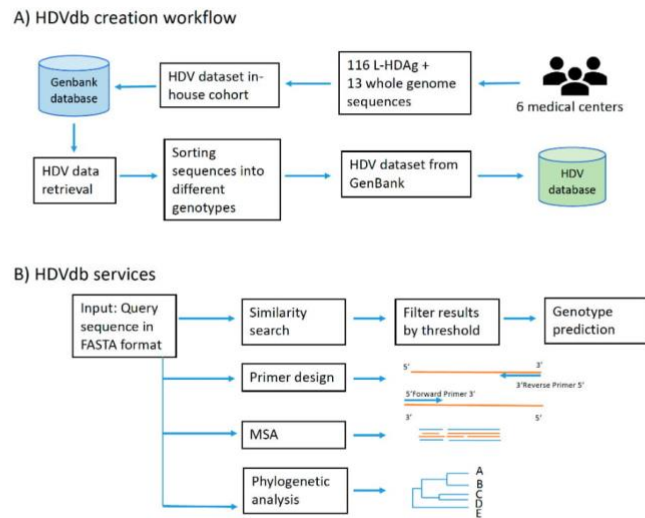 A) HDVdb creation workflow
Genbank
database
HDV dataset in-
house cohort
116 L-HDAg +
13 whole genome
sequences
6 medical centers
HDV data
retrieval
Sorting
sequences into
different
genotypes
HDV dataset from
GenBank
HDV
database
B) HDVdb services
Input: Query
sequence in
FASTA format
Similarity
search
Filter results
by threshold
Genotype
prediction
Primer design
5'
3'
3'Reverse Primer 5'
5'Forward Primer 3'
3'
5'
MSA
Phylogenetic
analysis
A
B
C
D
E